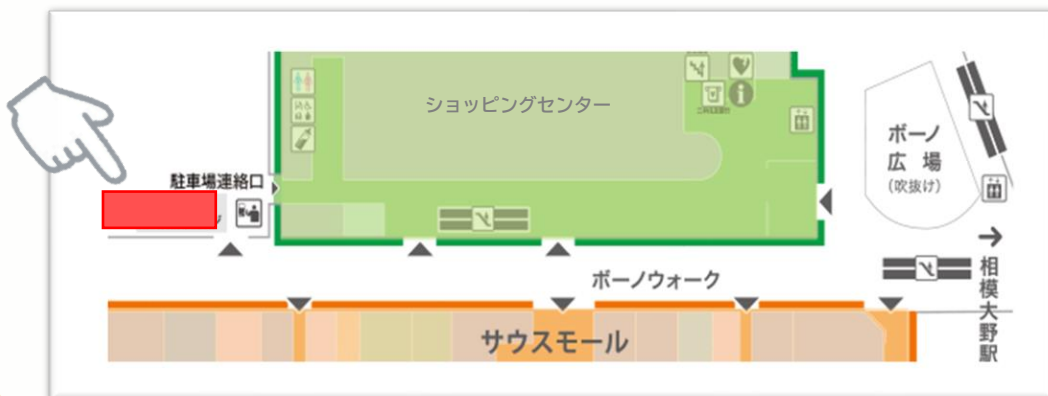 ショッピングセンター
i
ボーノ
広場
(吹抜け)
駐車場連絡口
ボーノウォーク
→
相模大野駅
サウスモール